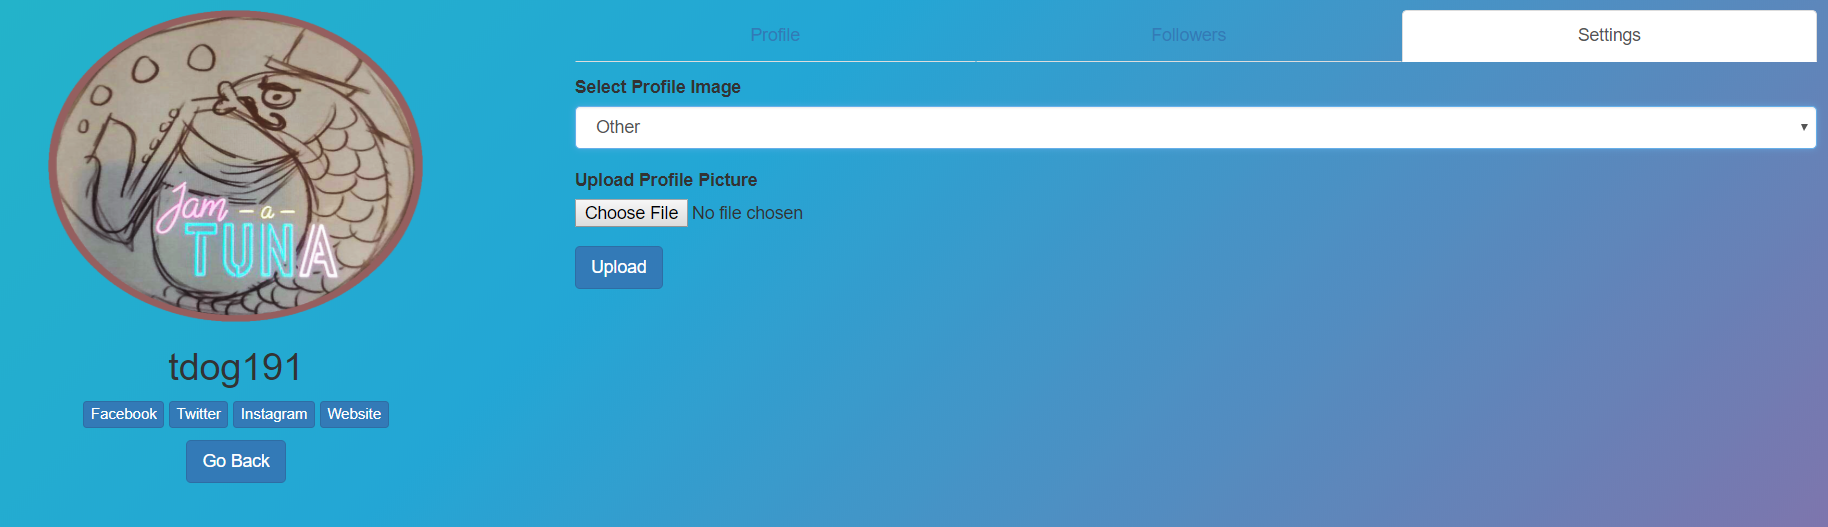 Profile
Followers
Settings
Select Profile Image
Other
Upload Profile Picture
Choose File No file chosen
Upload
Jam
- a -
TUNA
tdog191
Facebook Twitter Instagram Website
Go Back